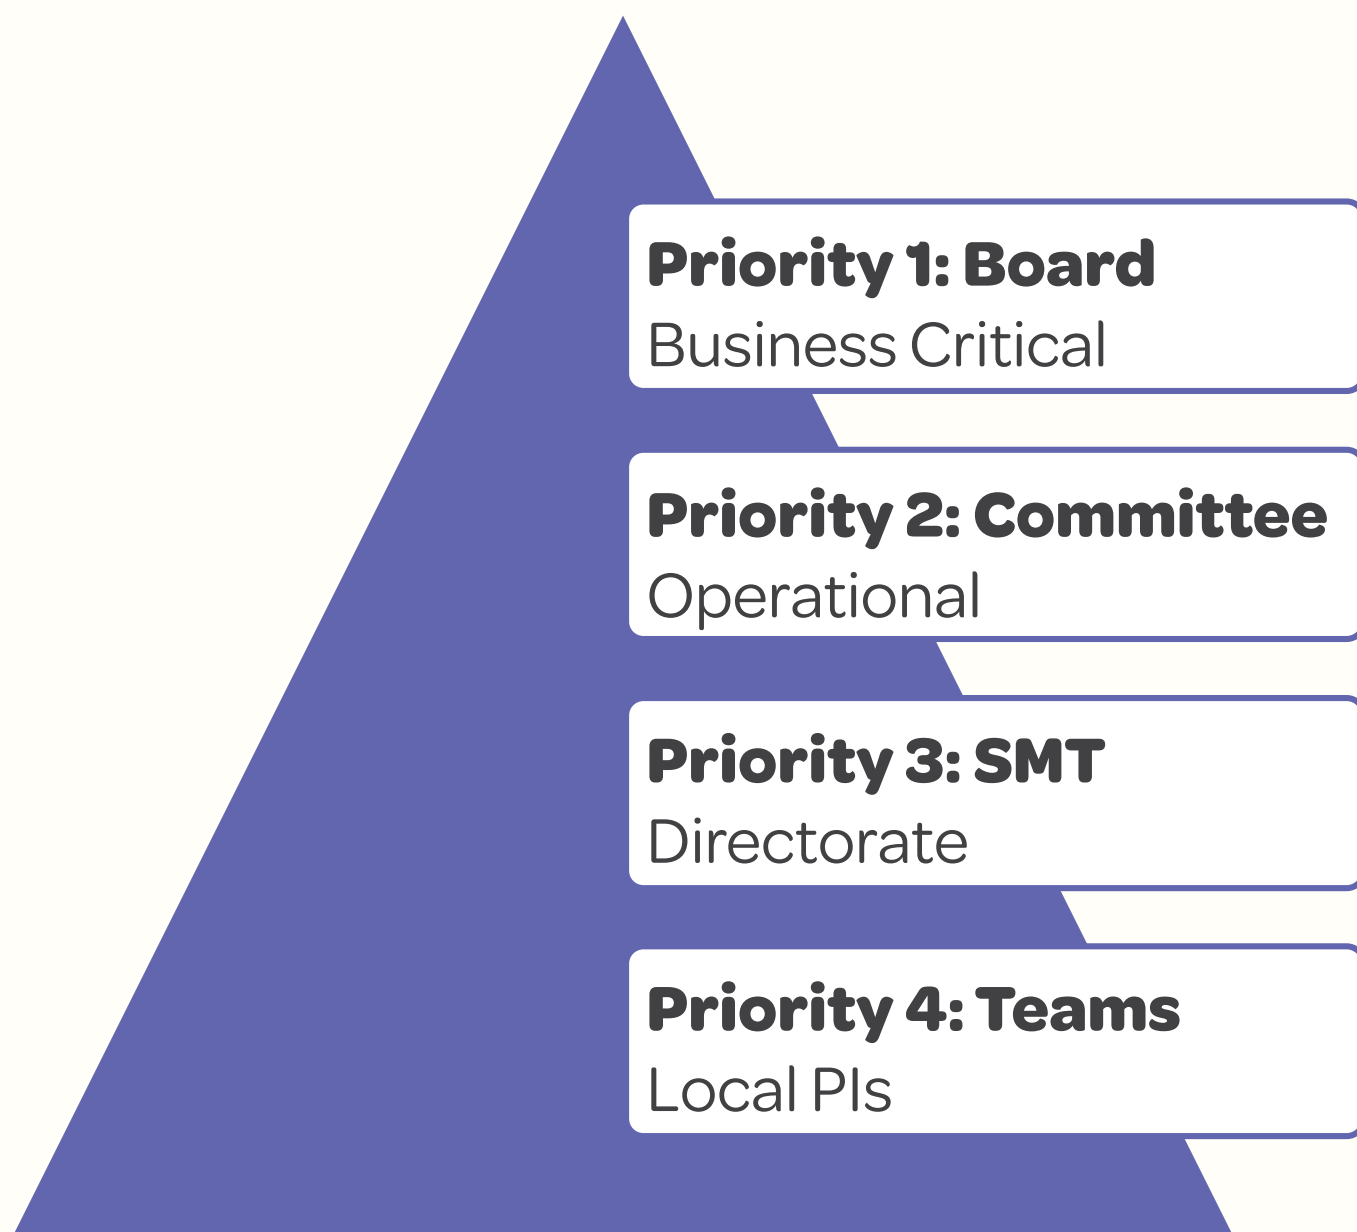 Priority 1: Board
Business Critical
Priority 2: Committee
Operational
Priority 3: SMT
Directorate
Priority 4: Teams
Local PIs